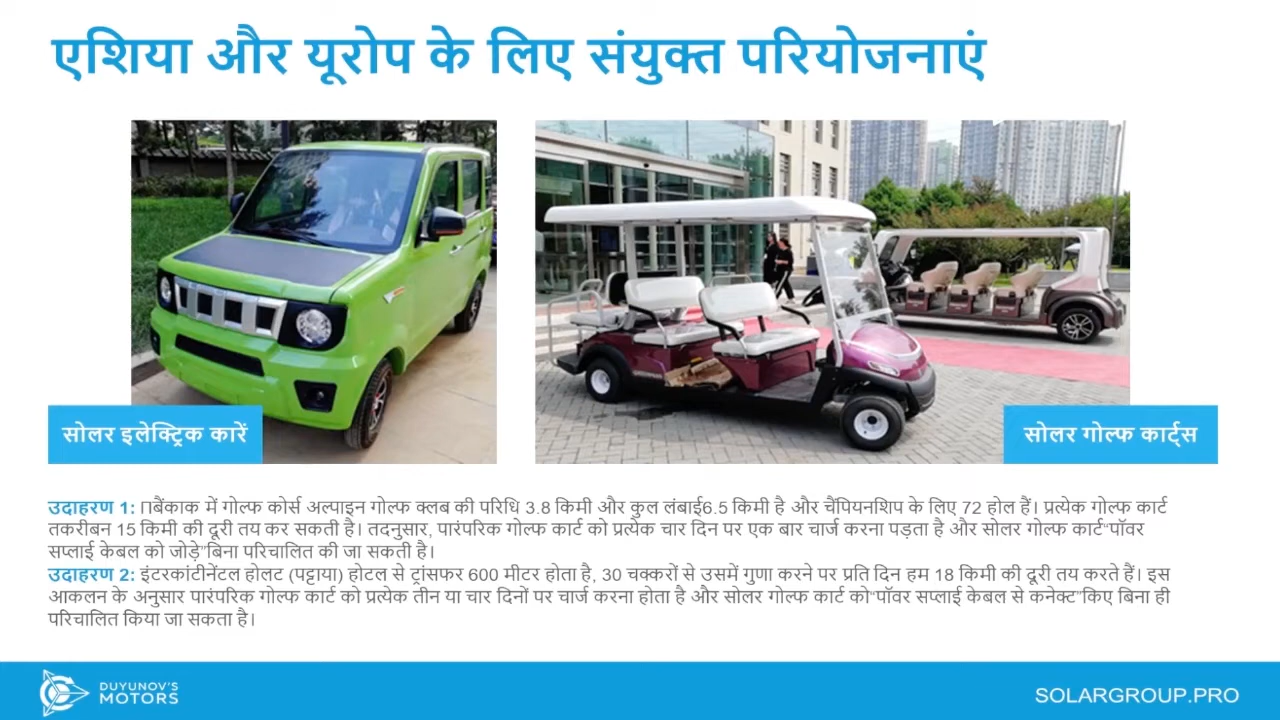 एशिया और यूरोप के लिए संयुक्त परियोजनाएं
सोलर इलेक्ट्रिक कारें
सोलर गोल्फ कार्ट्स
उदाहरण 1: बैंकाक में गोल्फ कोर्स अल्पाइन गोल्फ क्लब की परिधि 3.8 किमी और कुल लंबाई6.5 किमी है और चैंपियनशिप के लिए 72 होल हैं। प्रत्येक गोल्फ कार्ट
तकरीबन 15 किमी की दूरी तय कर सकती है। तदनुसार, पारंपरिक गोल्फ कार्ट को प्रत्येक चार दिन पर एक बार चार्ज करना पड़ता है और सोलर गोल्फ कार्ट“पॉवर
सप्लाई केबल को जोड़े”बिना परिचालित की जा सकती है।
उदाहरण 2: इंटरकांटीनेंटल होलट (पट्टाया) होटल से ट्रांसफर 600 मीटर होता है, 30 चक्करों से उसमें गुणा करने पर प्रति दिन हम 18 किमी की दूरी तय करते हैं। इस
आकलन के अनुसार पारंपरिक गोल्फ कार्ट को प्रत्येक तीन या चार दिनों पर चार्ज करना होता है और सोलर गोल्फ कार्ट को“पॉवर सप्लाई केबल से कनेक्ट”किए बिना ही
परिचालित किया जा सकता है।
DUYUNOV'S
MOTORS
SOLARGROUP.PRO